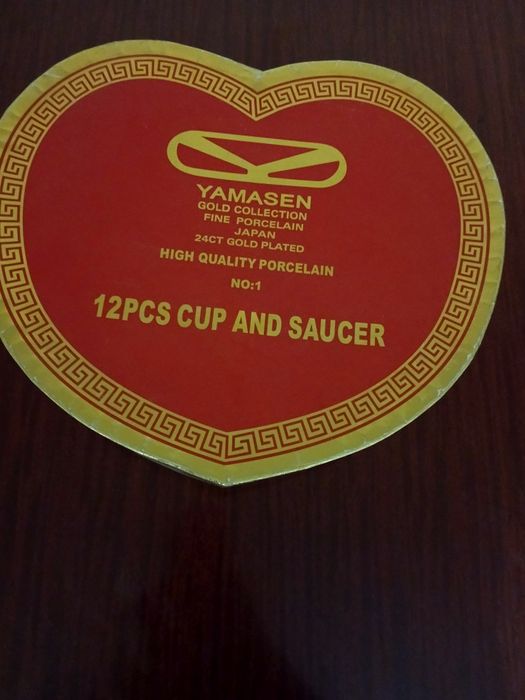 YAMASEN
GOLD COLLECTION
FINE PORCELAIN
JAPAN
24CT GOLD PLATED
HIGH QUALITY PORCELAIN
NO:1
12PCS CUP AND SAUCER